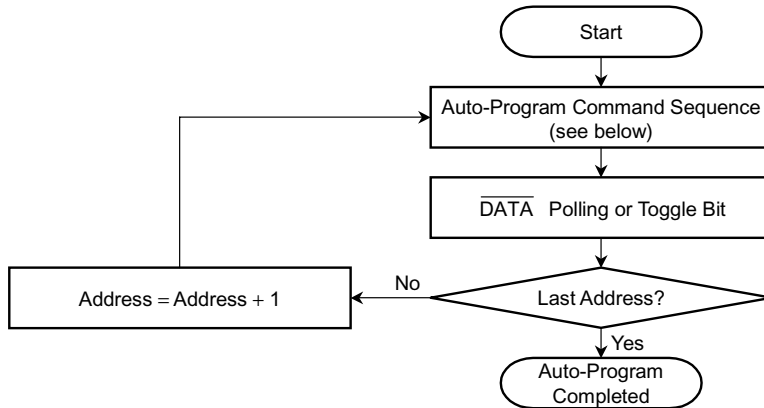 Start
Auto-Program Command Sequence
(see below)
DATA Polling or Toggle Bit
Address = Address + 1
No
Last Address?
Yes
Auto-Program
Completed